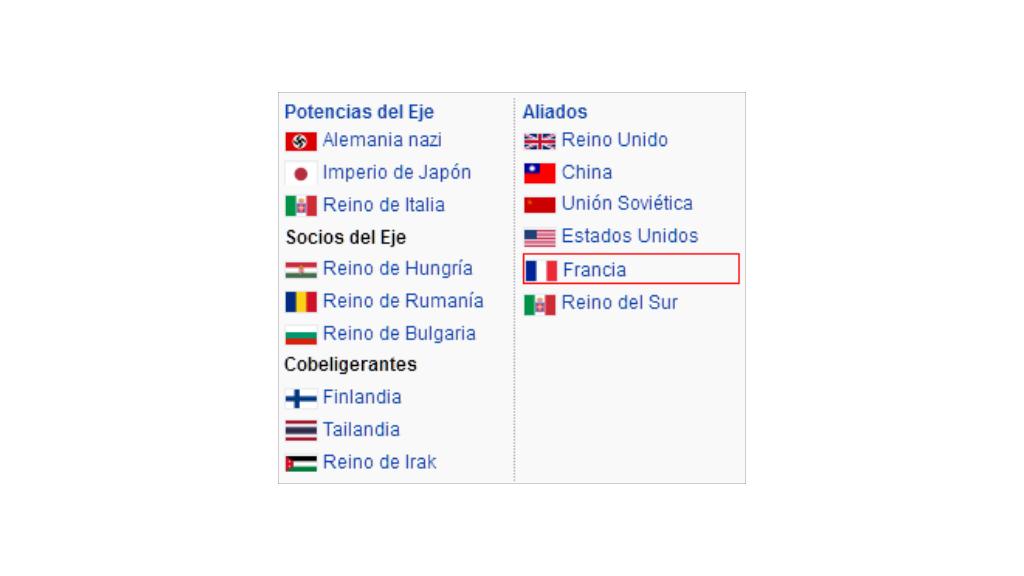 Potencias del Eje
Alemania nazi
Imperio de Japón
Reino de Italia
Socios del Eje
Reino de Hungría
Reino de Rumanía
Reino de Bulgaria
Cobeligerantes
Finlandia
Tailandia
Reino de Irak
Aliados
Reino Unido
China
Unión Soviética
Estados Unidos
Francia
Reino del Sur